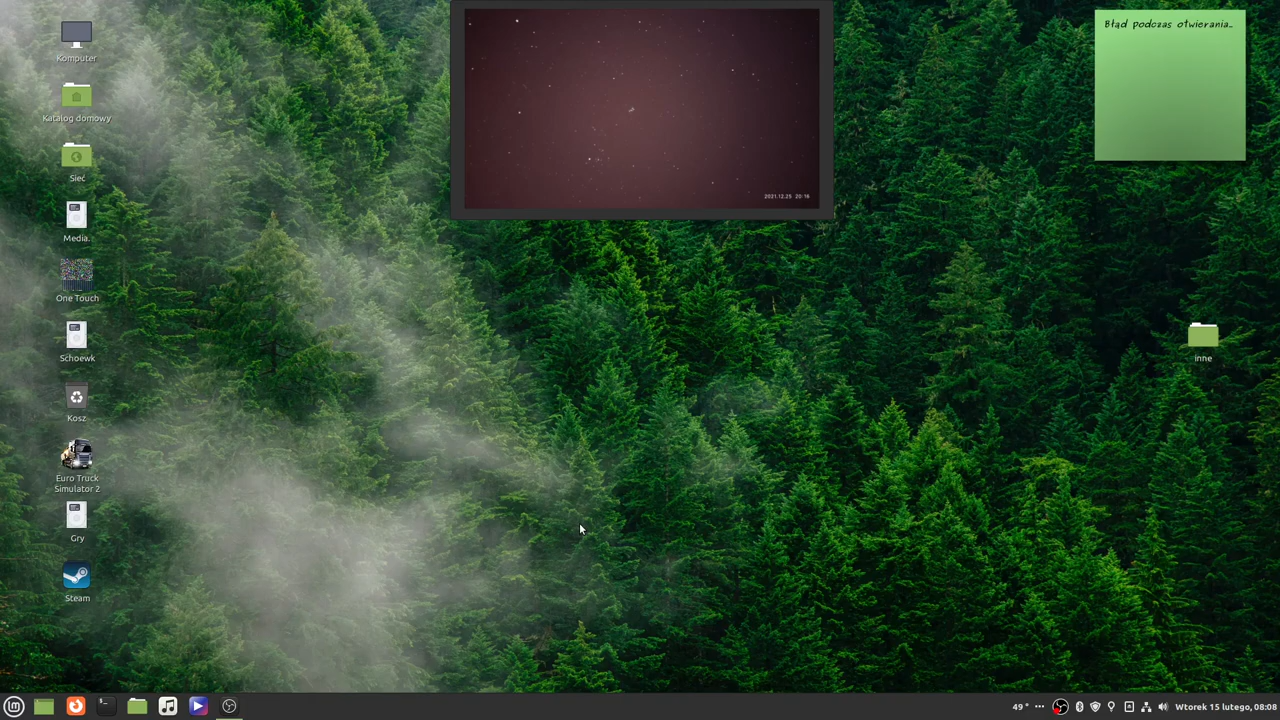 Komputer
Katalog domowy
Sieć
Media.
One Touch
Schoewk
Kosz
Euro Truck
Simulator 2
Gry
Steam
2021.12.25 20:16
Błąd podczas otwierania..
inne
49°
Wtorek 15 lutego, 08:08